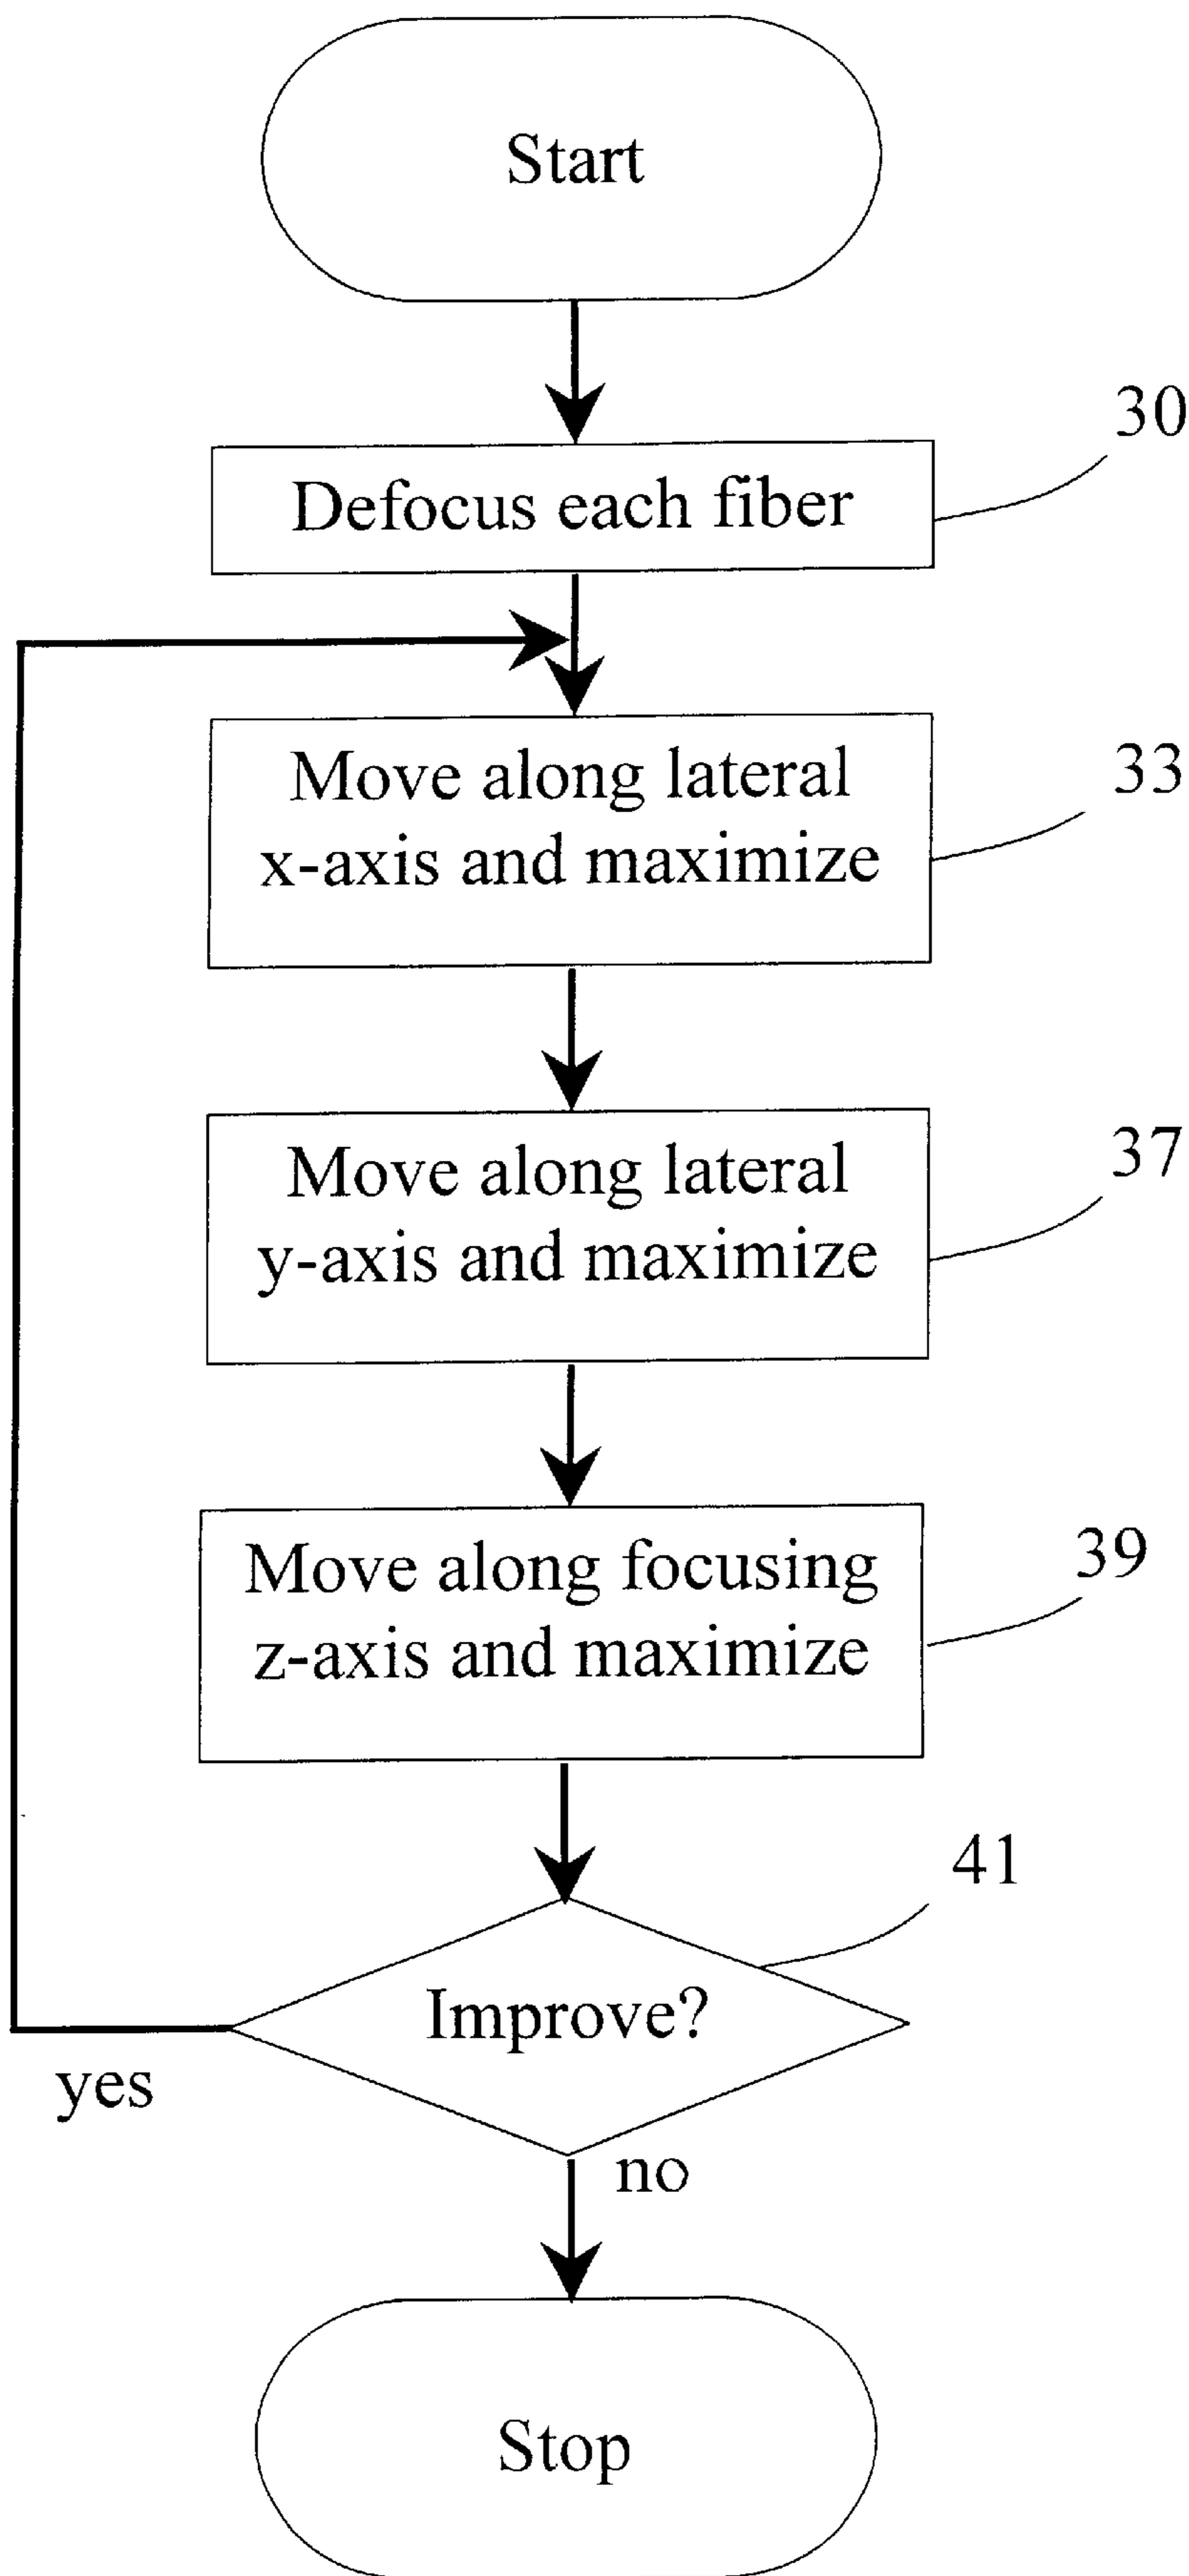 Start
30
Defocus each fiber
33
Move along lateral
x-axis and maximize
37
Move along lateral
y-axis and maximize
39
Move along focusing
z-axis and maximize
41
Improve?
yes
no
Stop